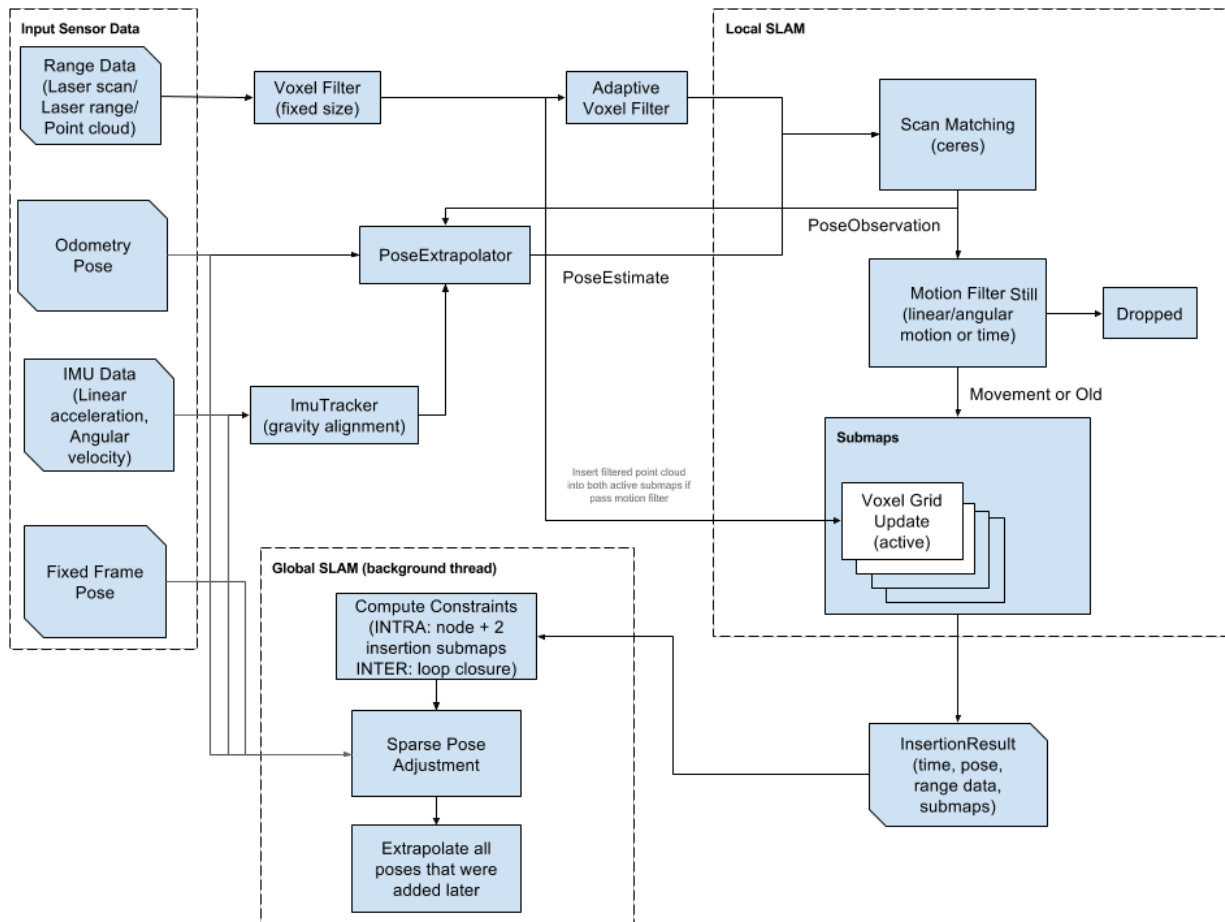 Input Sensor Data
Range Data
(Laser scan/
Laser range/
Point cloud)
Voxel Filter
(fixed size)
Adaptive
Voxel Filter
Local SLAM
Scan Matching
(ceres)
Odometry
Pose
PoseExtrapolator
PoseEstimate
PoseObservation
Motion Filter Still
(linear/angular
motion or time)
Dropped
IMU Data
(Linear
acceleration,
Angular
velocity)
ImuTracker
(gravity alignment)
Movement or Old
Submaps
Insert filtered point cloud
into both active submaps if
pass motion filter
Voxel Grid
Update
(active)
Fixed Frame
Pose
Global SLAM (background thread)
Compute Constraints
(INTRA: node + 2
insertion submaps
INTER: loop closure)
Sparse Pose
Adjustment
Extrapolate all
poses that were
added later
InsertionResult
(time, pose,
range data,
submaps)